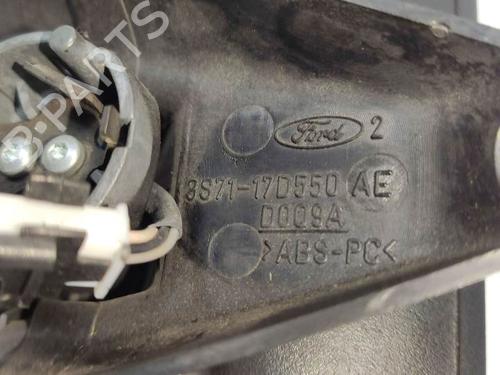 B-PARTS
Ford 2
3S71-17D550 AE
D009A
>ABS-PC<